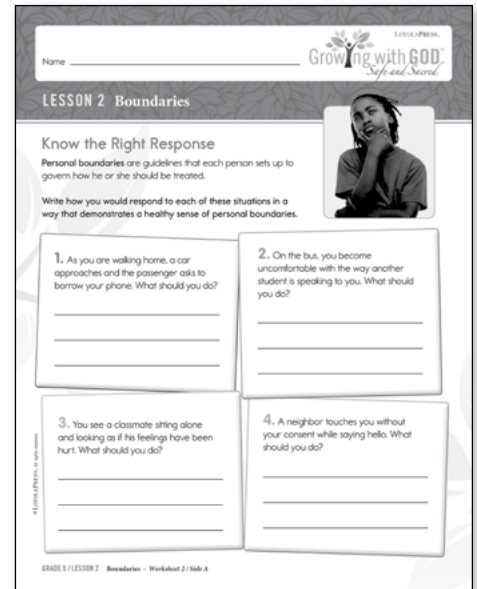 LOYOLAPRESS.
Name
Growing with GOD
Safe and Sacred
LESSON 2 Boundaries
Know the Right Response
Personal boundaries are guidelines that each person sets up to
govern how he or she should be treated.
Write how you would respond to each of these situations in a
way that demonstrates a healthy sense of personal boundaries.
1. As you are walking home, a car
approaches and the passenger asks to
borrow your phone. What should you do?
2. On the bus, you become
uncomfortable with the way another
student is speaking to you. What should
you do?
3. You see a classmate sitting alone
and looking as if his feelings have been
hurt. What should you do?
4. A neighbor touches you without
your consent while saying hello. What
should you do?
© LOYOLAPRESS. All rights reserved.
GRADE 5 / LESSON 2 Boundaries • Worksheet 2 / Side A